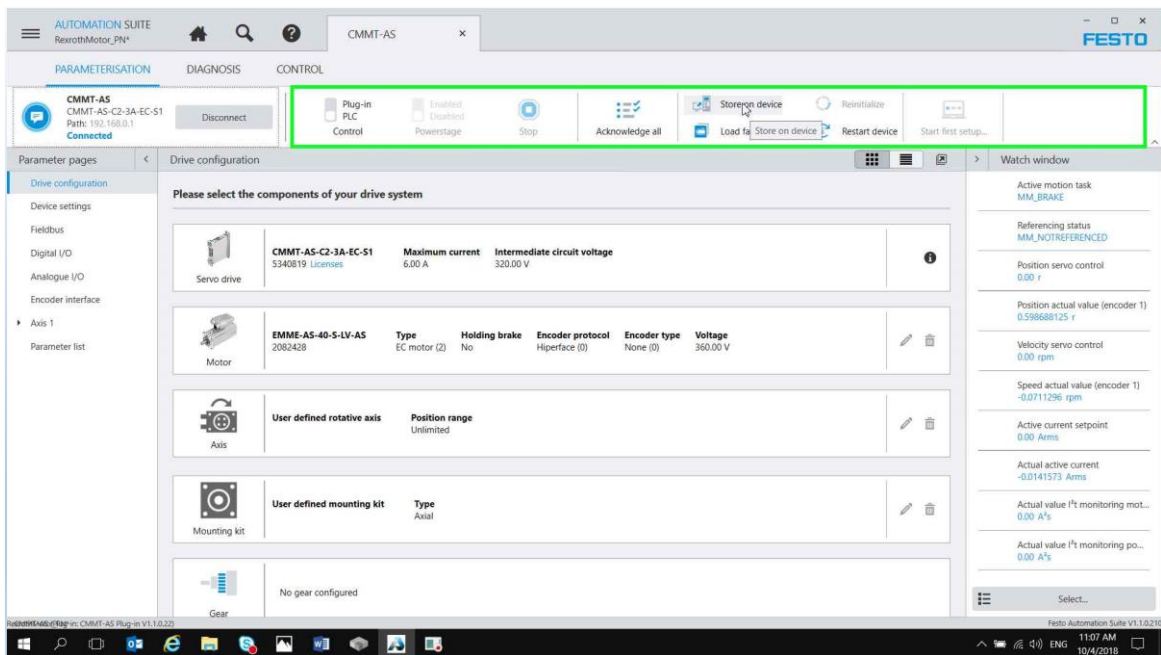 AUTOMATION SUITE
RexrothMotor_PN*
CMMT-AS
×
FESTO
PARAMETERISATION
DIAGNOSIS
CONTROL
CMMT-AS
CMMT-AS-C2-3A-EC-S1
Path: 192.168.0.1
Connected
Disconnect
Plug-in
PLC
Control
Enabled
Disabled
Powerstage
Stop
Acknowledge all
Store on device
Load fa
Store on device
Reinitialize
Restart device
Start first setup...
Parameter pages
Drive configuration
Device settings
Fieldbus
Digital I/O
Analogue I/O
Encoder interface
Axis 1
Parameter list
Drive configuration
Please select the components of your drive system
Servo drive
CMMT-AS-C2-3A-EC-S1
5340819 Licenses
Maximum current
6.00 A
Intermediate circuit voltage
320.00 V
Motor
EMME-AS-40-S-LV-AS
2082428
Type
EC motor (2)
Holding brake
No
Encoder protocol
Hiperface (0)
Encoder type
None (0)
Voltage
360.00 V
Axis
User defined rotative axis
Position range
Unlimited
Mounting kit
User defined mounting kit
Type
Axial
Gear
No gear configured
Watch window
Active motion task
MM_BRAKE
Referencing status
MM_NOTREFERENCED
Position servo control
0.00 r
Position actual value (encoder 1)
0.598688125 r
Velocity servo control
0.00 rpm
Speed actual value (encoder 1)
-0.0711296 rpm
Active current setpoint
0.00 Arms
Actual active current
-0.0141573 Arms
Actual value I²t monitoring mot...
0.00 A²s
Actual value I²t monitoring po...
0.00 A²s
Select...
CMMT-AS Plug-in V1.1.0.22)
Festo Automation Suite V1.1.0.210
ENG
11:07 AM
10/4/2018